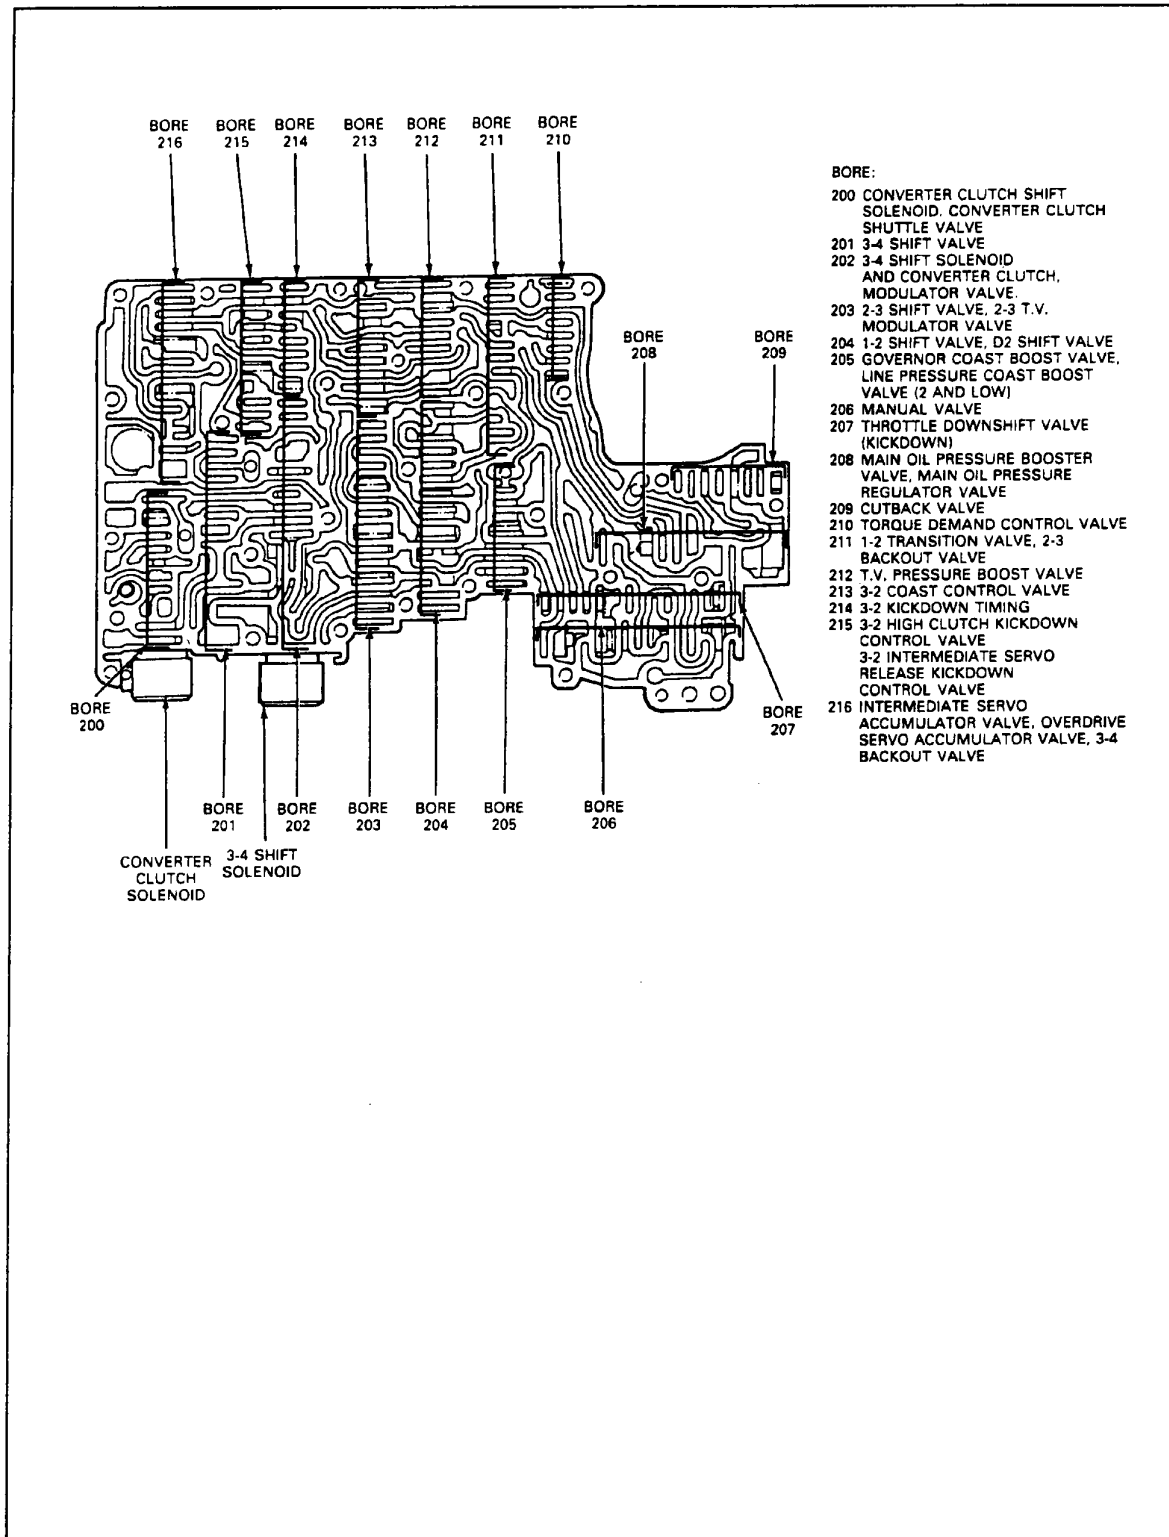 BORE 216
BORE 215
BORE 214
BORE 213
BORE 212
BORE 211
BORE 210
BORE 208
BORE 209
BORE 200
BORE 207
BORE 201
BORE 202
BORE 203
BORE 204
BORE 205
BORE 206
CONVERTER
CLUTCH
SOLENOID
3-4 SHIFT
SOLENOID
BORE:
200 CONVERTER CLUTCH SHIFT
SOLENOID. CONVERTER CLUTCH
SHUTTLE VALVE
201 3-4 SHIFT VALVE
202 3-4 SHIFT SOLENOID
AND CONVERTER CLUTCH,
MODULATOR VALVE.
203 2-3 SHIFT VALVE, 2-3 T.V.
MODULATOR VALVE
204 1-2 SHIFT VALVE, D2 SHIFT VALVE
205 GOVERNOR COAST BOOST VALVE,
LINE PRESSURE COAST BOOST
VALVE (2 AND LOW)
206 MANUAL VALVE
207 THROTTLE DOWNSHIFT VALVE
(KICKDOWN)
208 MAIN OIL PRESSURE BOOSTER
VALVE, MAIN OIL PRESSURE
REGULATOR VALVE
209 CUTBACK VALVE
210 TORQUE DEMAND CONTROL VALVE
211 1-2 TRANSITION VALVE, 2-3
BACKOUT VALVE
212 T.V. PRESSURE BOOST VALVE
213 3-2 COAST CONTROL VALVE
214 3-2 KICKDOWN TIMING
215 3-2 HIGH CLUTCH KICKDOWN
CONTROL VALVE
3-2 INTERMEDIATE SERVO
RELEASE KICKDOWN
CONTROL VALVE
216 INTERMEDIATE SERVO
ACCUMULATOR VALVE, OVERDRIVE
SERVO ACCUMULATOR VALVE, 3-4
BACKOUT VALVE